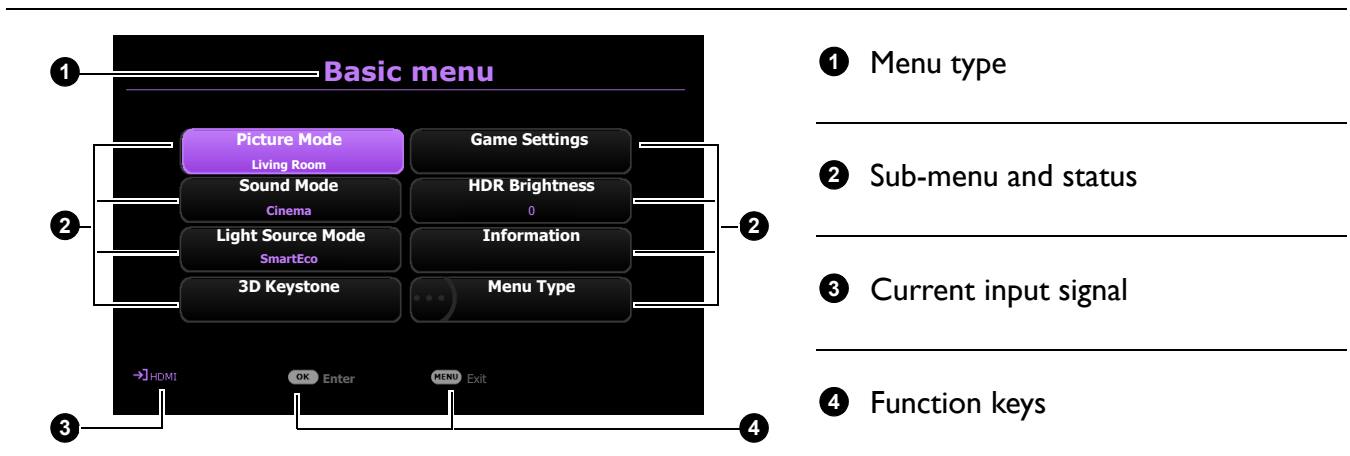 1 Basic menu
Picture Mode
Living Room
Game Settings
Sound Mode
Cinema
HDR Brightness
0
2
Light Source Mode
SmartEco
Information
2
3D Keystone
Menu Type
HDMI
OK Enter
MENU Exit
3
4
1 Menu type
2 Sub-menu and status
3 Current input signal
4 Function keys